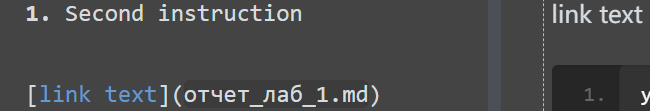 1. Second instruction
[link text](отчет_лаб_1.md)
link text
1. y